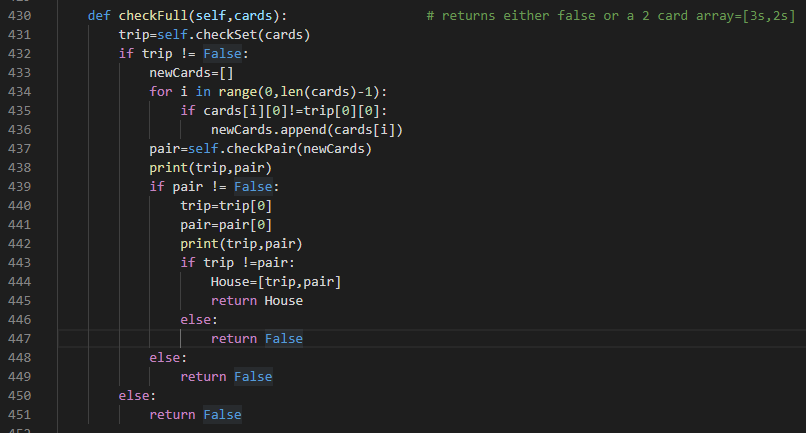 430 def checkFull(self,cards): # returns either false or a 2 card array=[3s,2s]
431 trip=self.checkSet(cards)
432 if trip != False:
433 newCards=[]
434 for i in range(0,len(cards)-1):
435 if cards[i][0]!=trip[0][0]:
436 newCards.append(cards[i])
437 pair=self.checkPair(newCards)
438 print(trip,pair)
439 if pair != False:
440 trip=trip[0]
441 pair=pair[0]
442 print(trip,pair)
443 if trip !=pair:
444 House=[trip,pair]
445 return House
446 else:
447 return False
448 else:
449 return False
450 else:
451 return False